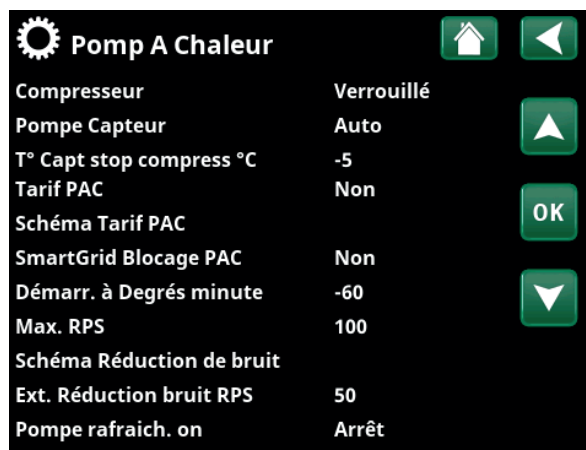 Pomp A Chaleur
Compresseur Verrouillé
Pompe Capteur Auto
T° Capt stop compress °C -5
Tarif PAC Non
Schéma Tarif PAC
OK
SmartGrid Blocage PAC Non
Démarr. à Degrés minute -60
Max. RPS 100
Schéma Réduction de bruit
Ext. Réduction bruit RPS 50
Pompe rafraich. on Arrêt